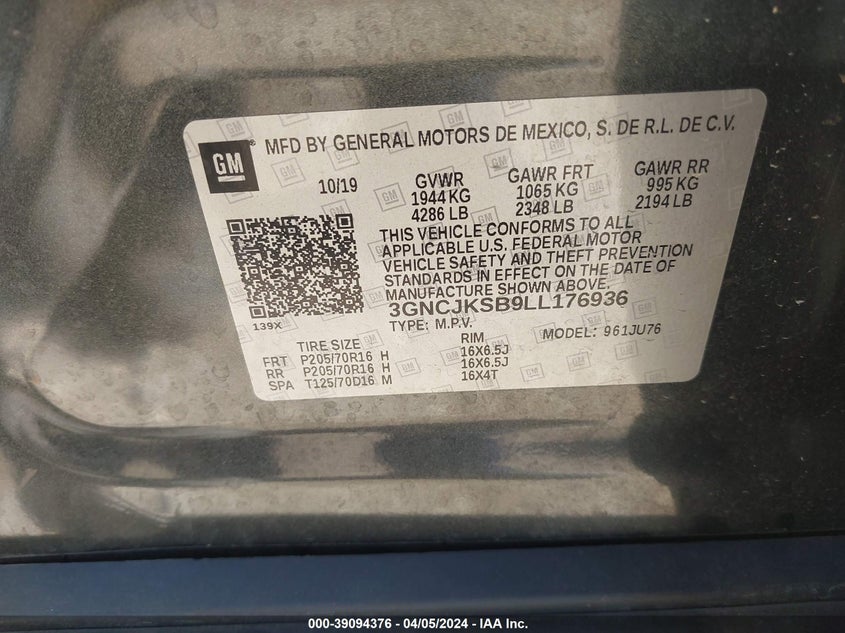 GM
MFD BY GENERAL MOTORS DE MEXICO, S. DE R.L. DE C.V.
10/19
GVWR GAWR FRT GAWR RR
1944 KG 1065 KG 995 KG
4286 LB 2348 LB 2194 LB
THIS VEHICLE CONFORMS TO ALL
APPLICABLE U.S. FEDERAL MOTOR
VEHICLE SAFETY AND THEFT PREVENTION
STANDARDS IN EFFECT ON THE DATE OF
MANUFACTURE SHOWN ABOVE.
3GNCJKSB9LL176936
139X
TYPE: M.P.V. MODEL: 961JU76
TIRE SIZE RIM
FRT P205/70R16 H 16X6.5J
RR P205/70R16 H 16X6.5J
SPA T125/70D16 M 16X4T
000-39094376 - 04/05/2024 - IAA Inc.